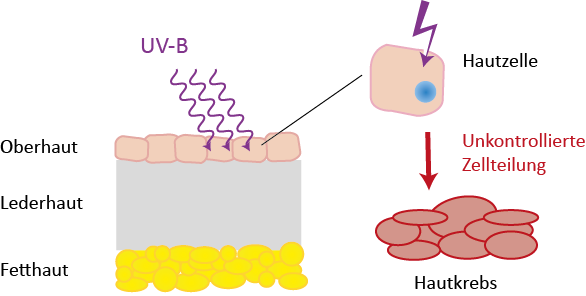 UV-B
Oberhaut
Lederhaut
Fetthaut
Hautzelle
Unkontrollierte
Zellteilung
Hautkrebs